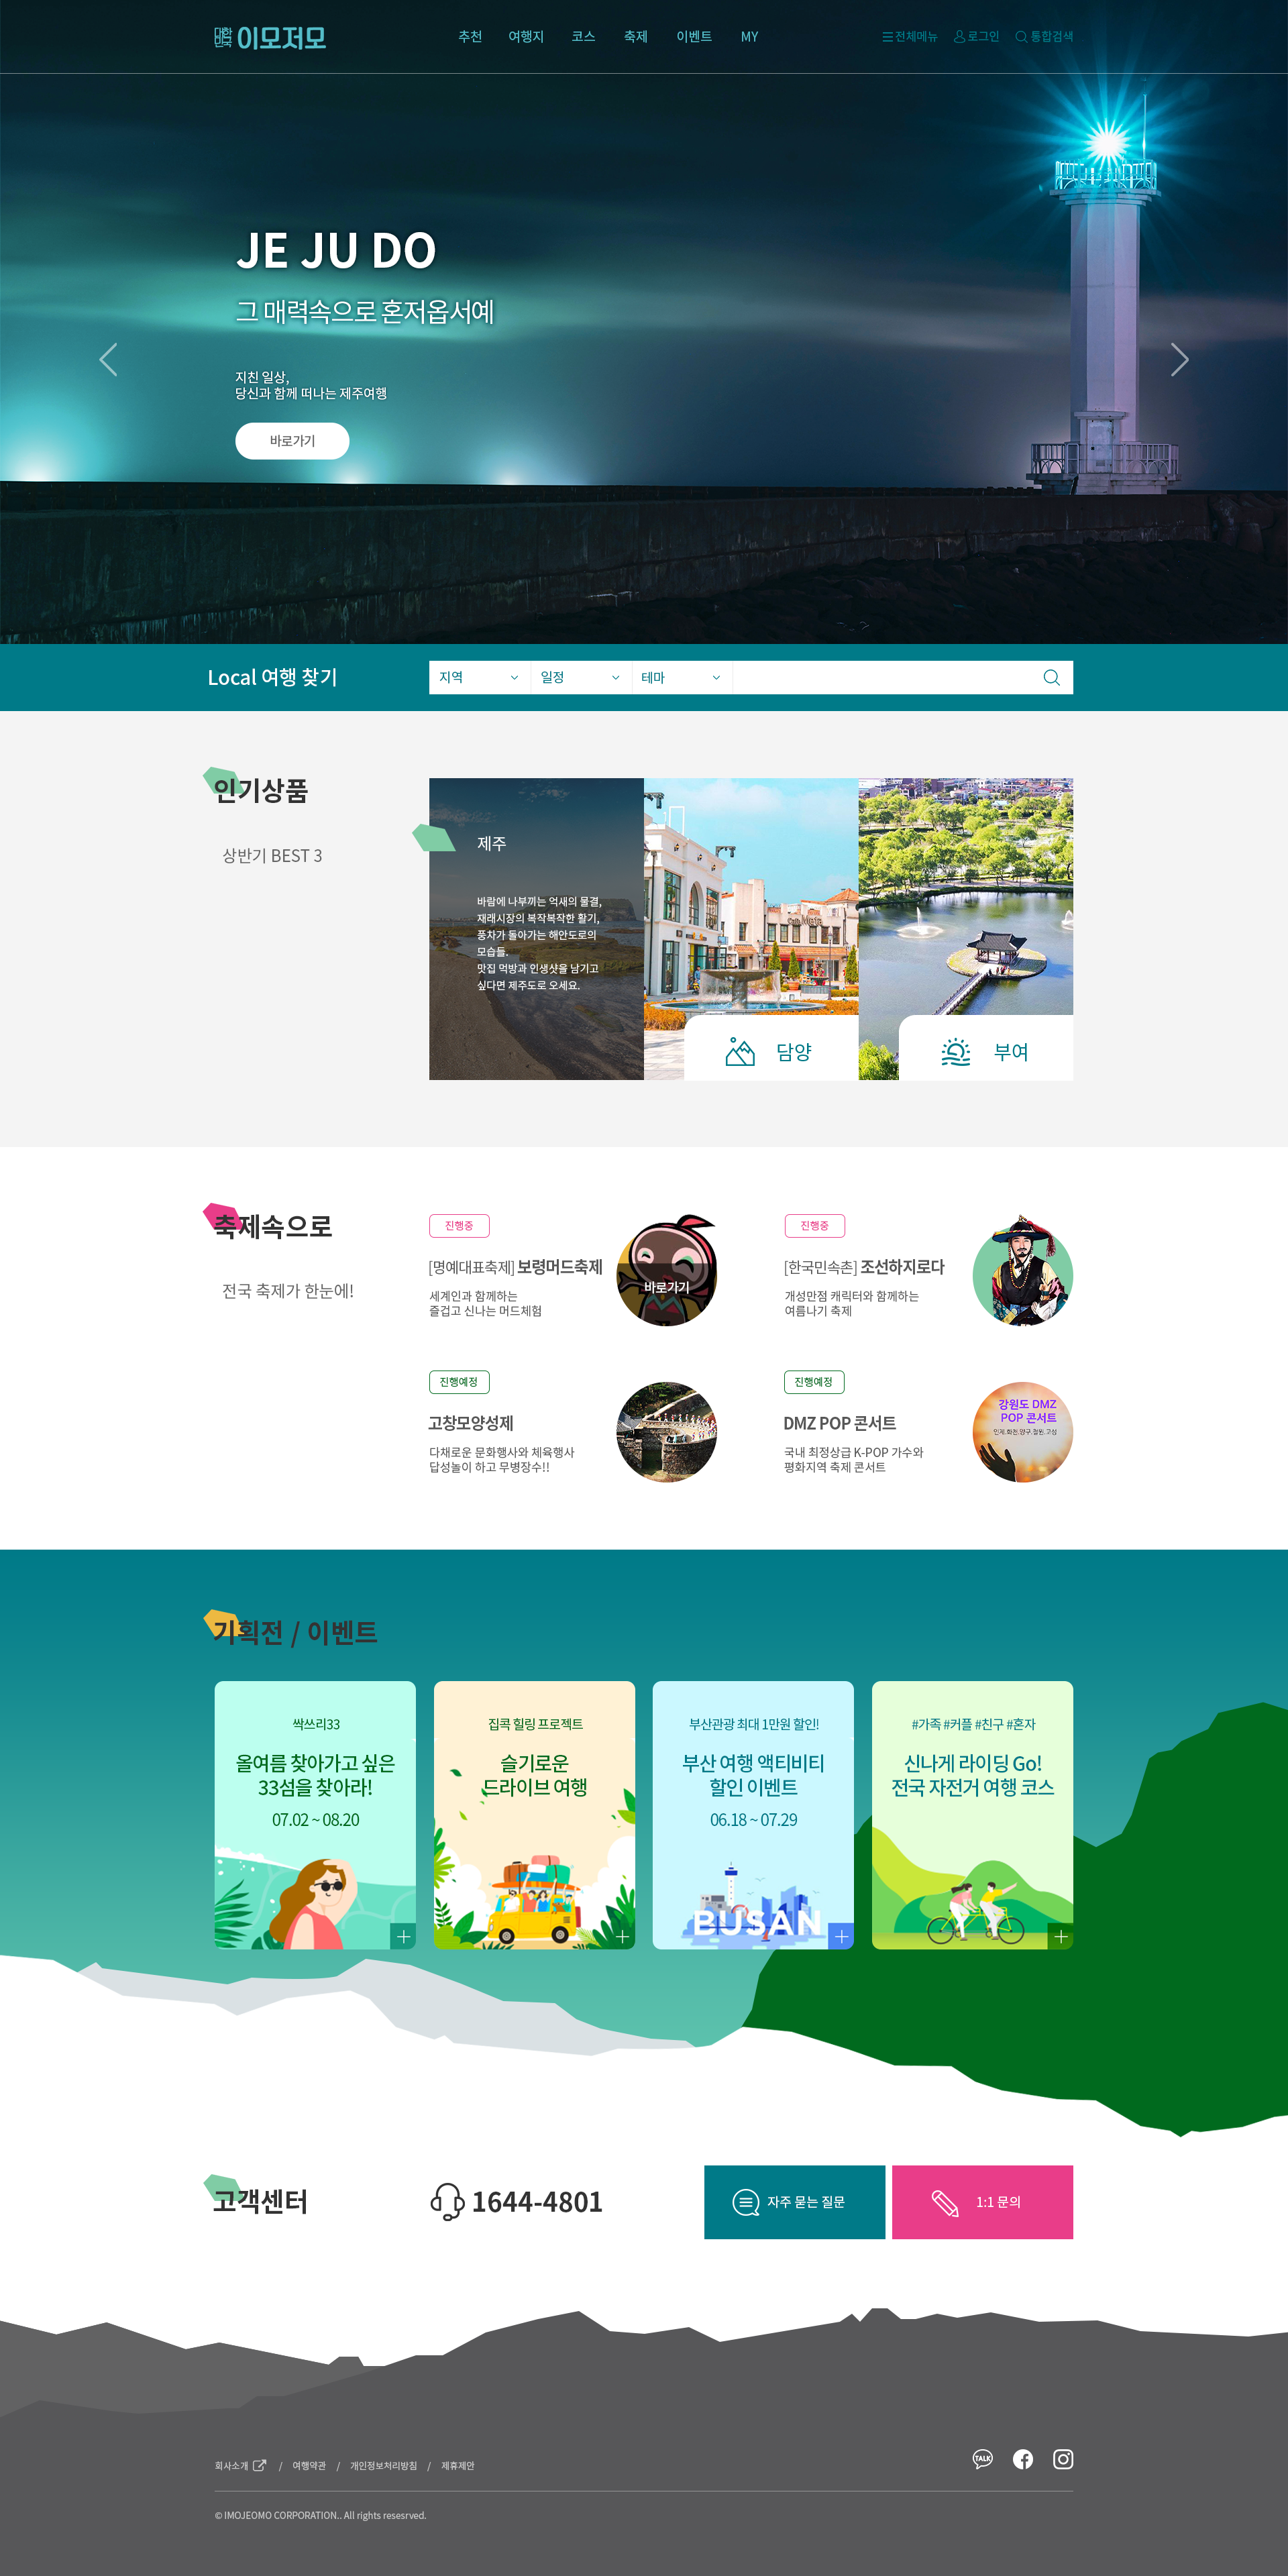 대한민국 이모저모
추천 여행지 코스 축제 이벤트 MY
전체메뉴 로그인 통합검색
JE JU DO
그 매력속으로 혼저옵서예
지친 일상,
당신과 함께 떠나는 제주여행
바로가기
Local 여행 찾기
지역 일정 테마
인기상품
상반기 BEST 3
제주
바람에 나부끼는 억새의 물결,
재래시장의 복작복작한 활기,
풍차가 돌아가는 해안도로의
모습들.
맛집 먹방과 인생샷을 남기고
싶다면 제주도로 오세요.
담양
부여
축제속으로
전국 축제가 한눈에!
진행중
[명예대표축제] 보령머드축제
세계인과 함께하는
즐겁고 신나는 머드체험
바로가기
진행중
[한국민속촌] 조선하지로다
개성만점 캐릭터와 함께하는
여름나기 축제
진행예정
고창모양성제
다채로운 문화행사와 체육행사
답성놀이 하고 무병장수!!
진행예정
DMZ POP 콘서트
국내 최정상급 K-POP 가수와
평화지역 축제 콘서트
강원도 DMZ
POP 콘서트
인제,화천,양구,철원,고성
기획전 / 이벤트
싹쓰리33
올여름 찾아가고 싶은
33섬을 찾아라!
07.02 ~ 08.20
집콕 힐링 프로젝트
슬기로운
드라이브 여행
부산관광 최대 1만원 할인!
부산 여행 액티비티
할인 이벤트
06.18 ~ 07.29
BUSAN
#가족 #커플 #친구 #혼자
신나게 라이딩 Go!
전국 자전거 여행 코스
고객센터
1644-4801
자주 묻는 질문
1:1 문의
회사소개 / 여행약관 / 개인정보처리방침 / 제휴제안
TALK
© IMOJEOMO CORPORATION.. All rights resesrved.